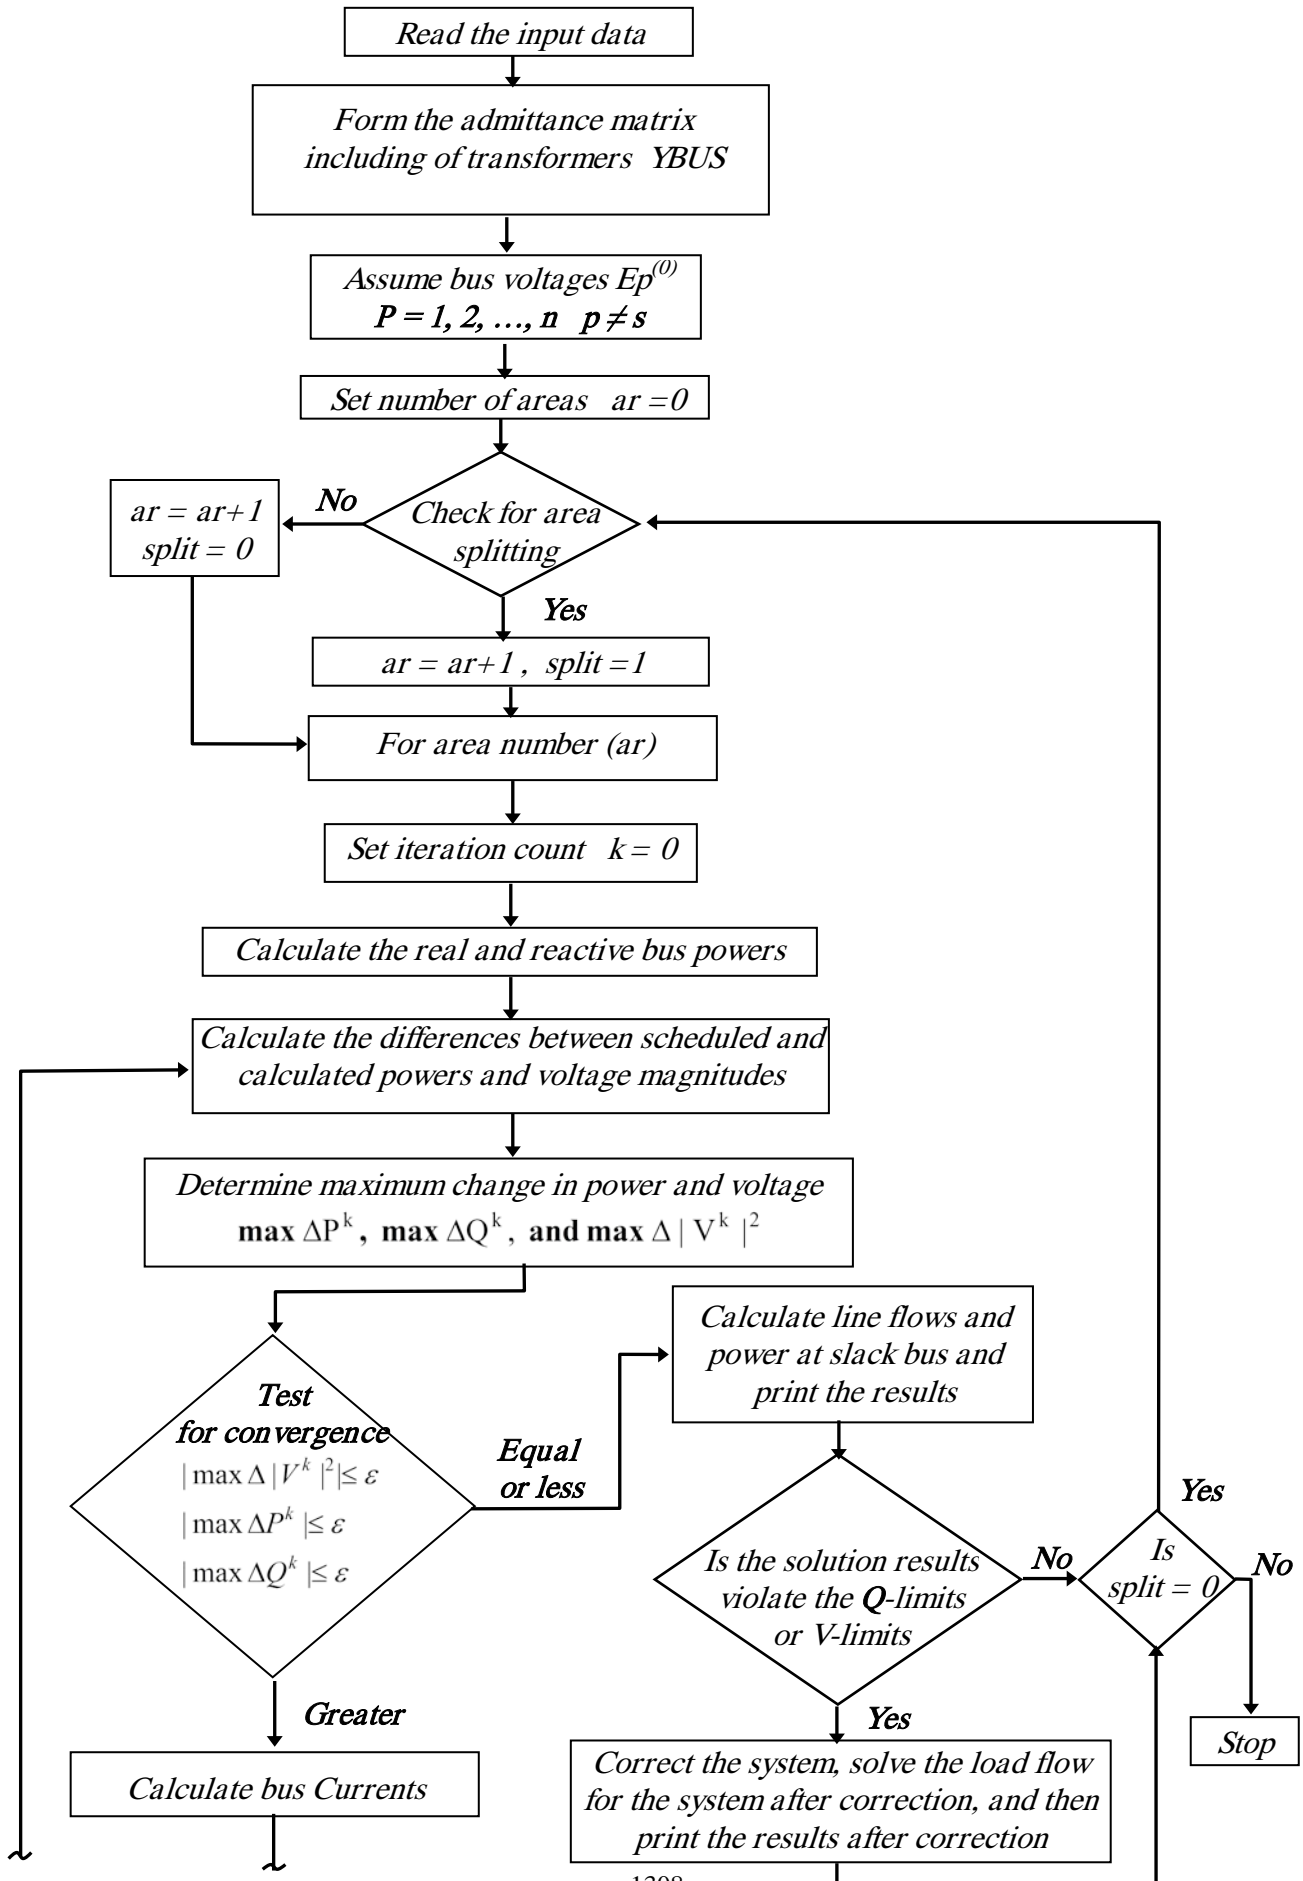 Read the input data
Form the admittance matrix
including of transformers YBUS
Assume bus voltages Ep^(0)
P = 1, 2, …, n p ≠ s
Set number of areas ar =0
Check for area
splitting
No
ar = ar+1
split = 0
Yes
ar = ar+1 , split =1
For area number (ar)
Set iteration count k = 0
Calculate the real and reactive bus powers
Calculate the differences between scheduled and
calculated powers and voltage magnitudes
Determine maximum change in power and voltage
max ΔP^k, max ΔQ^k, and max Δ | V^k |^2
Test
for convergence
| max Δ | V^k |^2| ≤ ε
| max ΔP^k | ≤ ε
| max ΔQ^k | ≤ ε
Equal
or less
Calculate line flows and
power at slack bus and
print the results
Is the solution results
violate the Q-limits
or V-limits
No
Is
split = 0
Yes
No
Stop
Greater
Calculate bus Currents
Yes
Correct the system, solve the load flow
for the system after correction, and then
print the results after correction